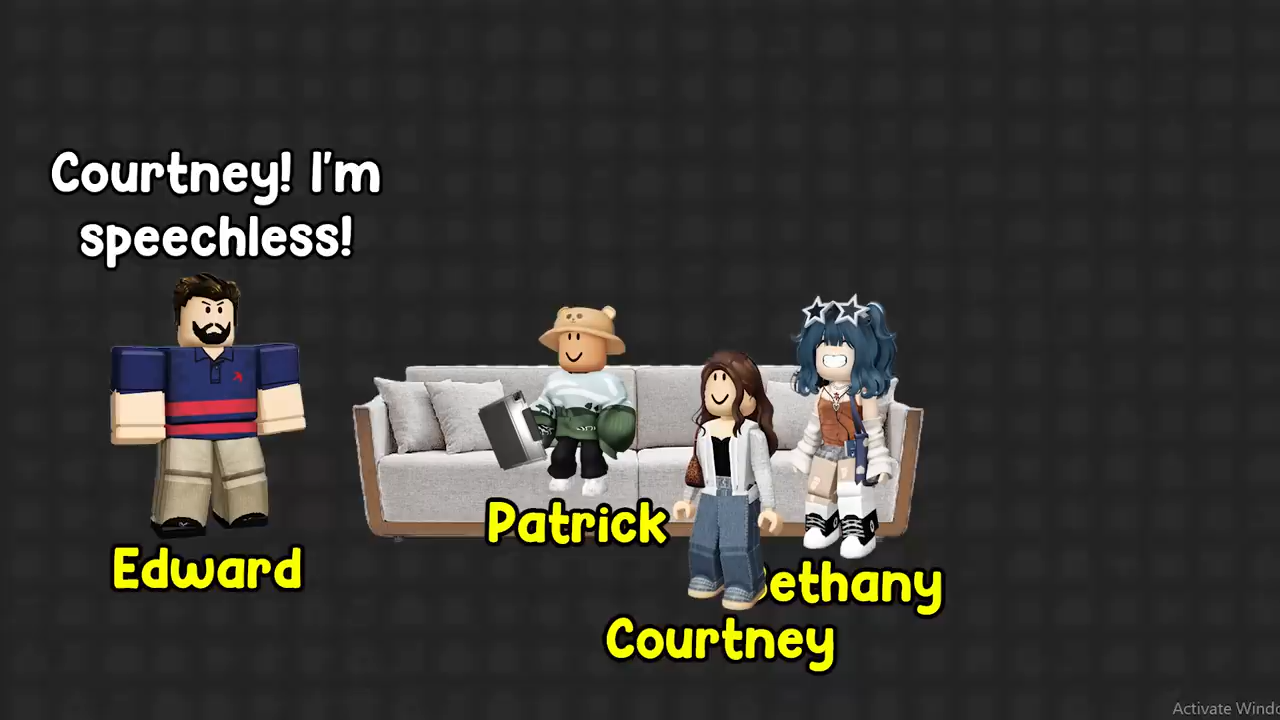 Courtney! I'm
speechless!
Patrick
Edward
ethany
Courtney
Activate Windo